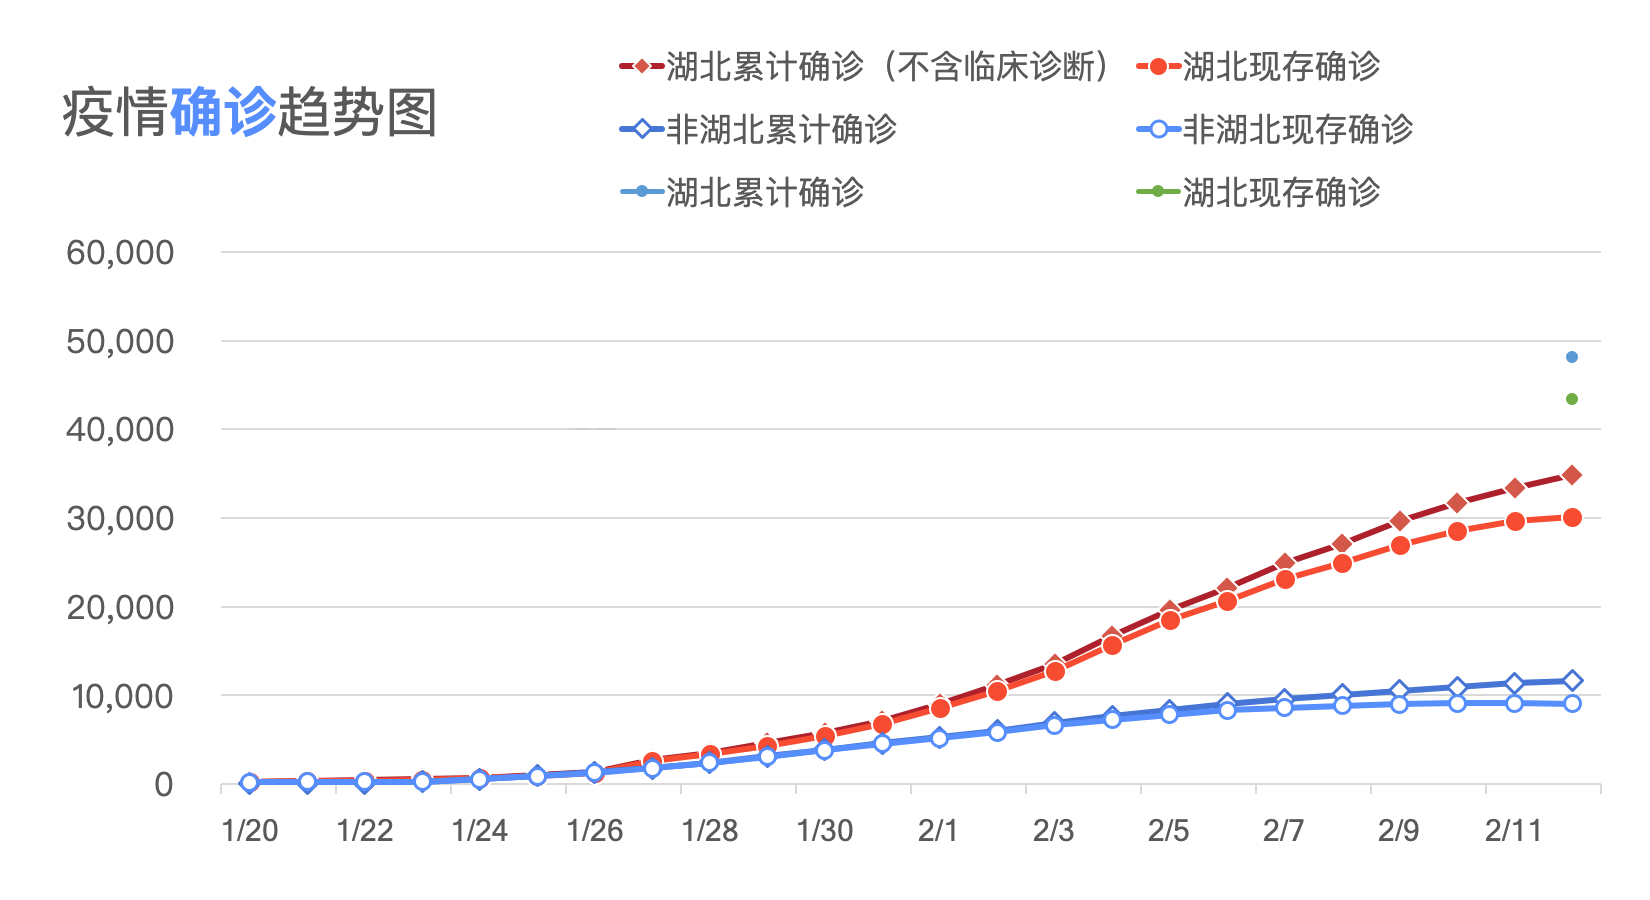 疫情确诊趋势图
湖北累计确诊（不含临床诊断）
湖北现存确诊
非湖北累计确诊
非湖北现存确诊
湖北累计确诊
湖北现存确诊
60,000
50,000
40,000
30,000
20,000
10,000
0
1/20 1/22 1/24 1/26 1/28 1/30 2/1 2/3 2/5 2/7 2/9 2/11